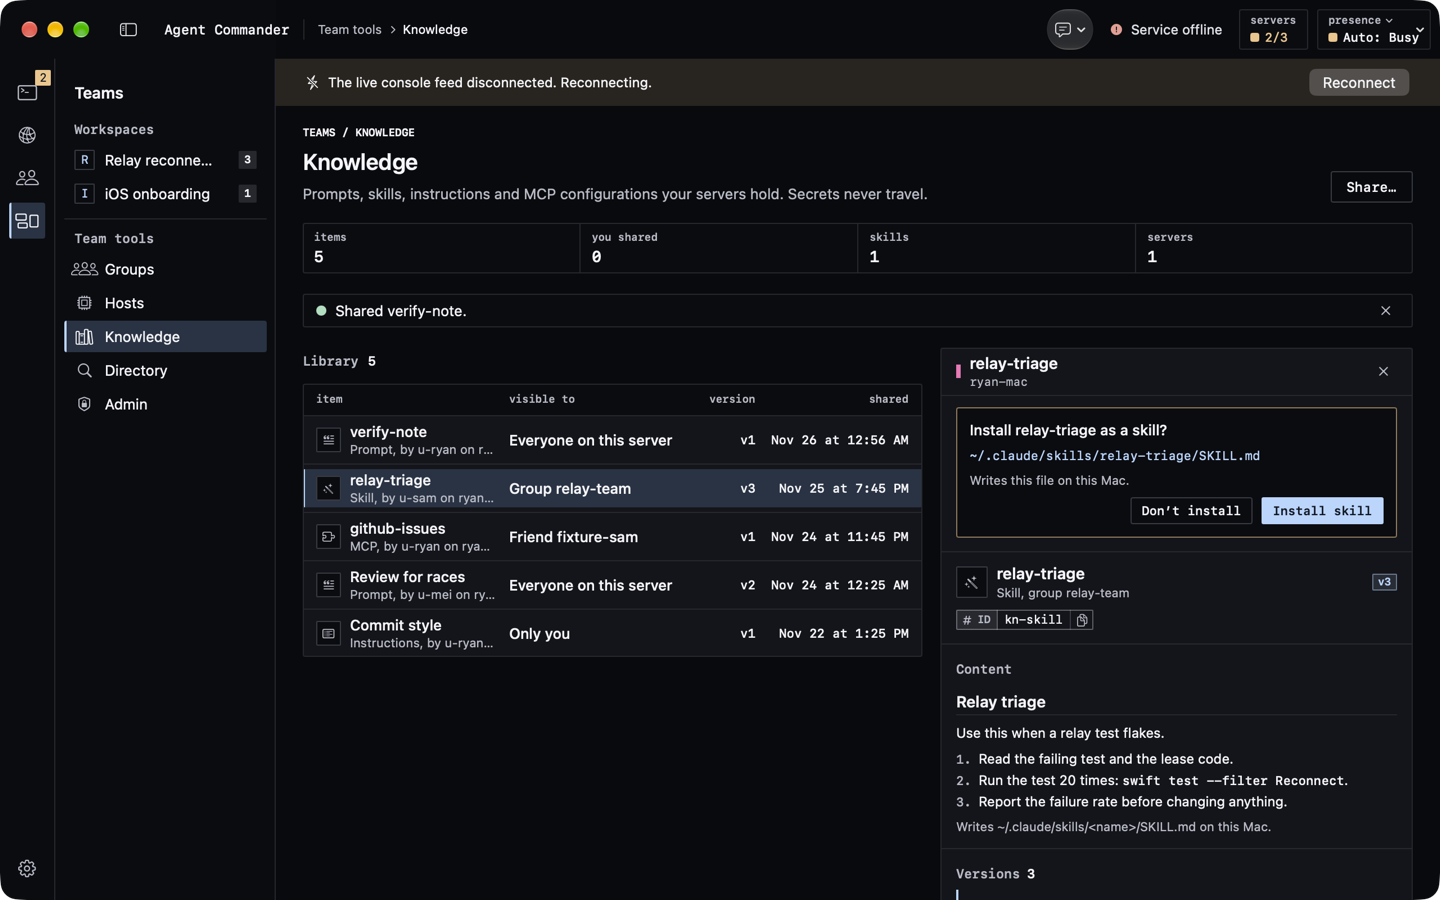 Agent Commander
Team tools > Knowledge
Service offline
servers
2/3
presence
Auto: Busy
2
The live console feed disconnected. Reconnecting.
Reconnect
Teams
Workspaces
R Relay reconne... 3
I iOS onboarding 1
Team tools
Groups
Hosts
Knowledge
Directory
Admin
TEAMS / KNOWLEDGE
Knowledge
Prompts, skills, instructions and MCP configurations your servers hold. Secrets never travel.
Share…
items
5
you shared
0
skills
1
servers
1
Shared verify-note.
Library 5
item visible to version shared
verify-note
Prompt, by u-ryan on r...
Everyone on this server v1 Nov 26 at 12:56 AM
relay-triage
Skill, by u-sam on ryan...
Group relay-team v3 Nov 25 at 7:45 PM
github-issues
MCP, by u-ryan on rya...
Friend fixture-sam v1 Nov 24 at 11:45 PM
Review for races
Prompt, by u-mei on ry...
Everyone on this server v2 Nov 24 at 12:25 AM
Commit style
Instructions, by u-ryan...
Only you v1 Nov 22 at 1:25 PM
relay-triage
ryan-mac
Install relay-triage as a skill?
~/.claude/skills/relay-triage/SKILL.md
Writes this file on this Mac.
Don’t install
Install skill
relay-triage
Skill, group relay-team
v3
# ID kn-skill
Content
Relay triage
Use this when a relay test flakes.
1. Read the failing test and the lease code.
2. Run the test 20 times: swift test --filter Reconnect.
3. Report the failure rate before changing anything.
Writes ~/.claude/skills/<name>/SKILL.md on this Mac.
Versions 3